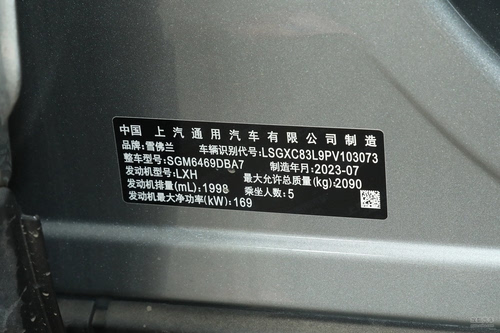 中国 上汽通用汽车有限公司制造
品牌:雪佛兰 车辆识别代号:LSGXC83L9PV103073
整车型号:SGM6469DBA7 制造年月:2023-07
发动机型号:LXH 最大允许总质量(kg):2090
发动机排量(mL):1998 乘坐人数:5
发动机最大净功率(kW):169